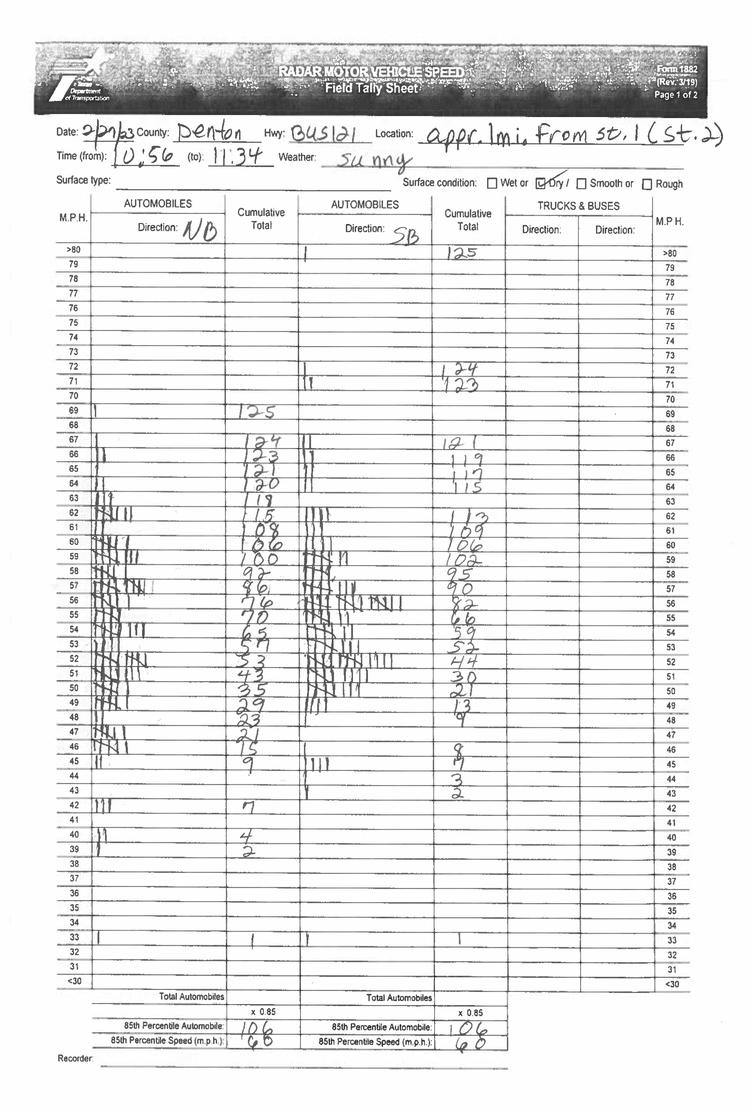 Texas
Department
of Transportation
RADAR MOTOR VEHICLE SPEED
Field Tally Sheet
Form 1882
(Rev. 3/19)
Page 1 of 2
Date: 2/27/23 County: Denton Hwy: BUS121 Location: appr. 1mi. From st. 1 (St. 2)
Time (from): 10:56 (to): 11:34 Weather: sunny
Surface type: Surface condition: Wet or Dry / Smooth or Rough
M.P.H. AUTOMOBILES Cumulative Total AUTOMOBILES Cumulative Total TRUCKS & BUSES M.P.H.
Direction: NB Direction: SB Direction: Direction:
>80 125 >80
79 79
78 78
77 77
76 76
75 75
74 74
73 73
72 124 72
71 123 71
70 70
69 125 69
68 68
67 124 121 67
66 123 119 66
65 121 117 65
64 120 115 64
63 118 63
62 115 113 62
61 108 109 61
60 106 106 60
59 100 102 59
58 92 95 58
57 86 90 57
56 76 82 56
55 70 66 55
54 65 59 54
53 57 52 53
52 53 44 52
51 43 30 51
50 35 21 50
49 29 13 49
48 23 9 48
47 21 47
46 15 8 46
45 9 7 45
44 3 44
43 2 43
42 7 42
41 41
40 4 40
39 2 39
38 38
37 37
36 36
35 35
34 34
33 1 1 33
32 32
31 31
<30 <30
Total Automobiles Total Automobiles
x 0.85 x 0.85
85th Percentile Automobile: 106 85th Percentile Automobile: 106
85th Percentile Speed (m.p.h.): 60 85th Percentile Speed (m.p.h.): 60
Recorder: